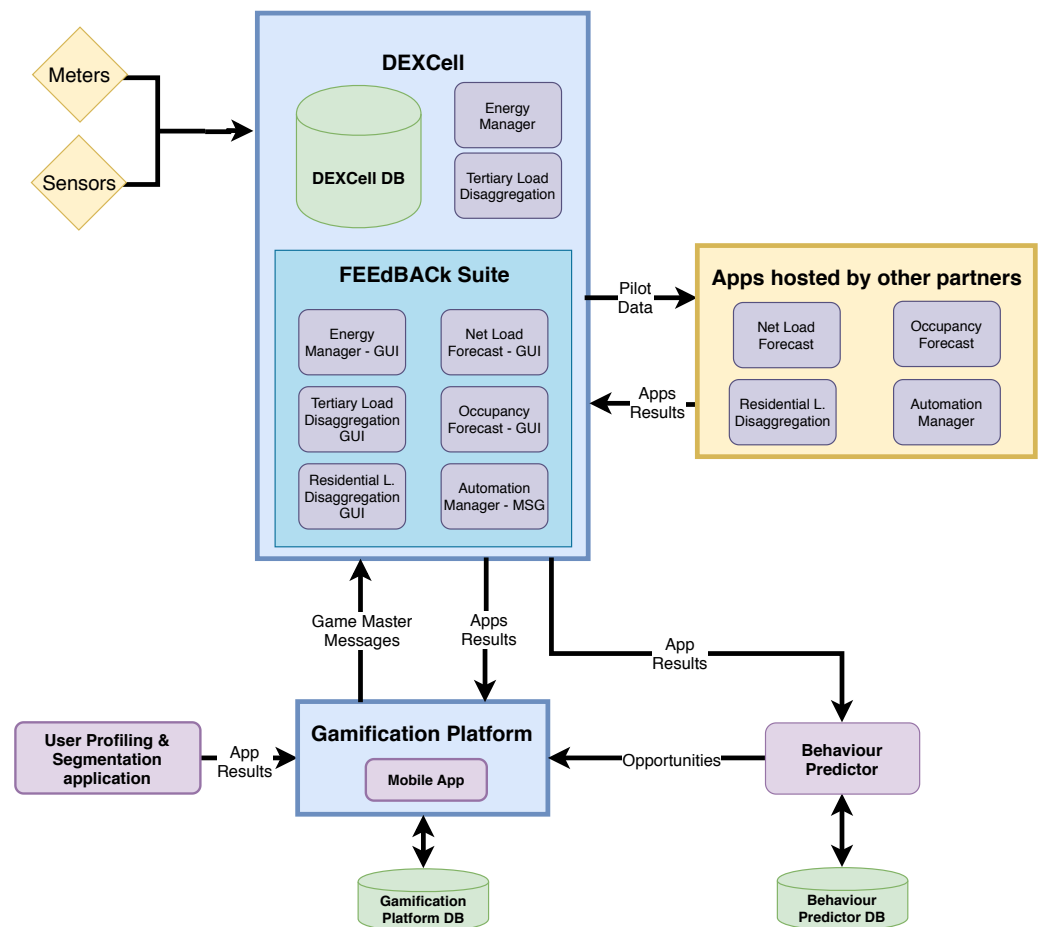 Meters
Sensors
DEXCell
DEXCell DB
Energy
Manager
Tertiary Load
Disaggregation
FEEdBACk Suite
Energy
Manager - GUI
Net Load
Forecast - GUI
Tertiary Load
Disaggregation
GUI
Occupancy
Forecast - GUI
Residential L.
Disaggregation
GUI
Automation
Manager - MSG
Pilot
Data
Apps
Results
Apps hosted by other partners
Net Load
Forecast
Occupancy
Forecast
Residential L.
Disaggregation
Automation
Manager
Game Master
Messages
Apps
Results
App
Results
User Profiling &
Segmentation
application
App
Results
Gamification Platform
Mobile App
Opportunities
Behaviour
Predictor
Gamification
Platform DB
Behaviour
Predictor DB